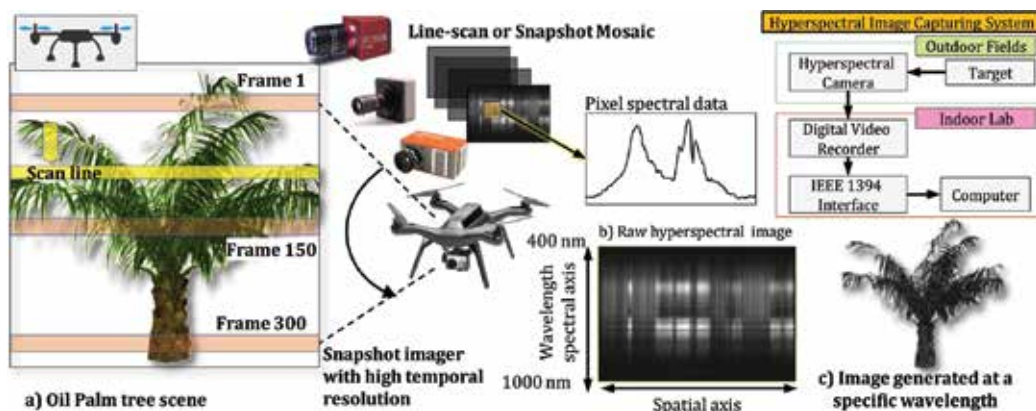 Frame 1
Scan line
Frame 150
Frame 300
a) Oil Palm tree scene
Line-scan or Snapshot Mosaic
Pixel spectral data
Snapshot imager
with high temporal
resolution
b) Raw hyperspectral image
400 nm
Wavelength
spectral axis
1000 nm
Spatial axis
Hyperspectral Image Capturing System
Outdoor Fields
Hyperspectral
Camera
Target
Indoor Lab
Digital Video
Recorder
IEEE 1394
Interface
Computer
c) Image generated at a
specific wavelength